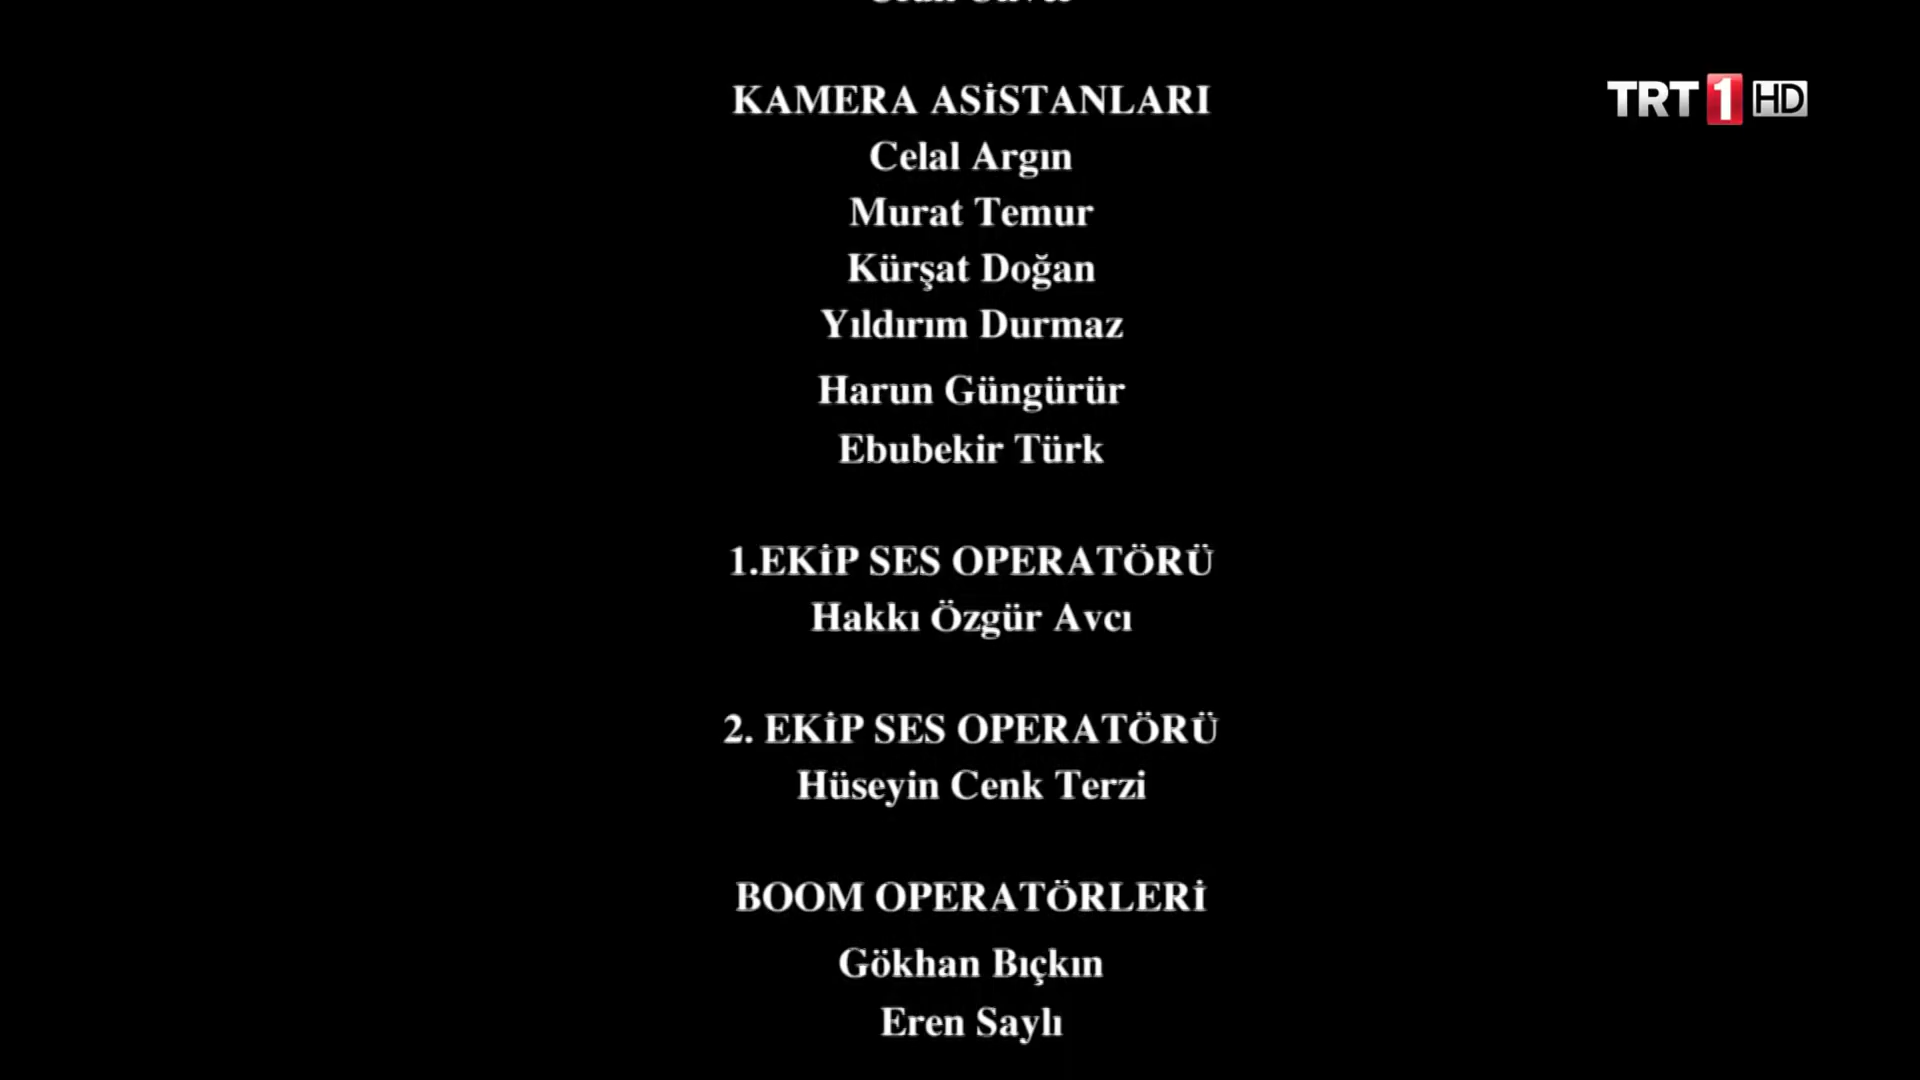 KAMERA ASİSTANLARI
TRT 1 HD
Celal Argın
Murat Temur
Kürşat Doğan
Yıldırım Durmaz
Harun Güngürür
Ebubekir Türk
1.EKİP SES OPERATÖRÜ
Hakkı Özgür Avcı
2. EKİP SES OPERATÖRÜ
Hüseyin Cenk Terzi
BOOM OPERATÖRLERİ
Gökhan Bıçkın
Eren Saylı